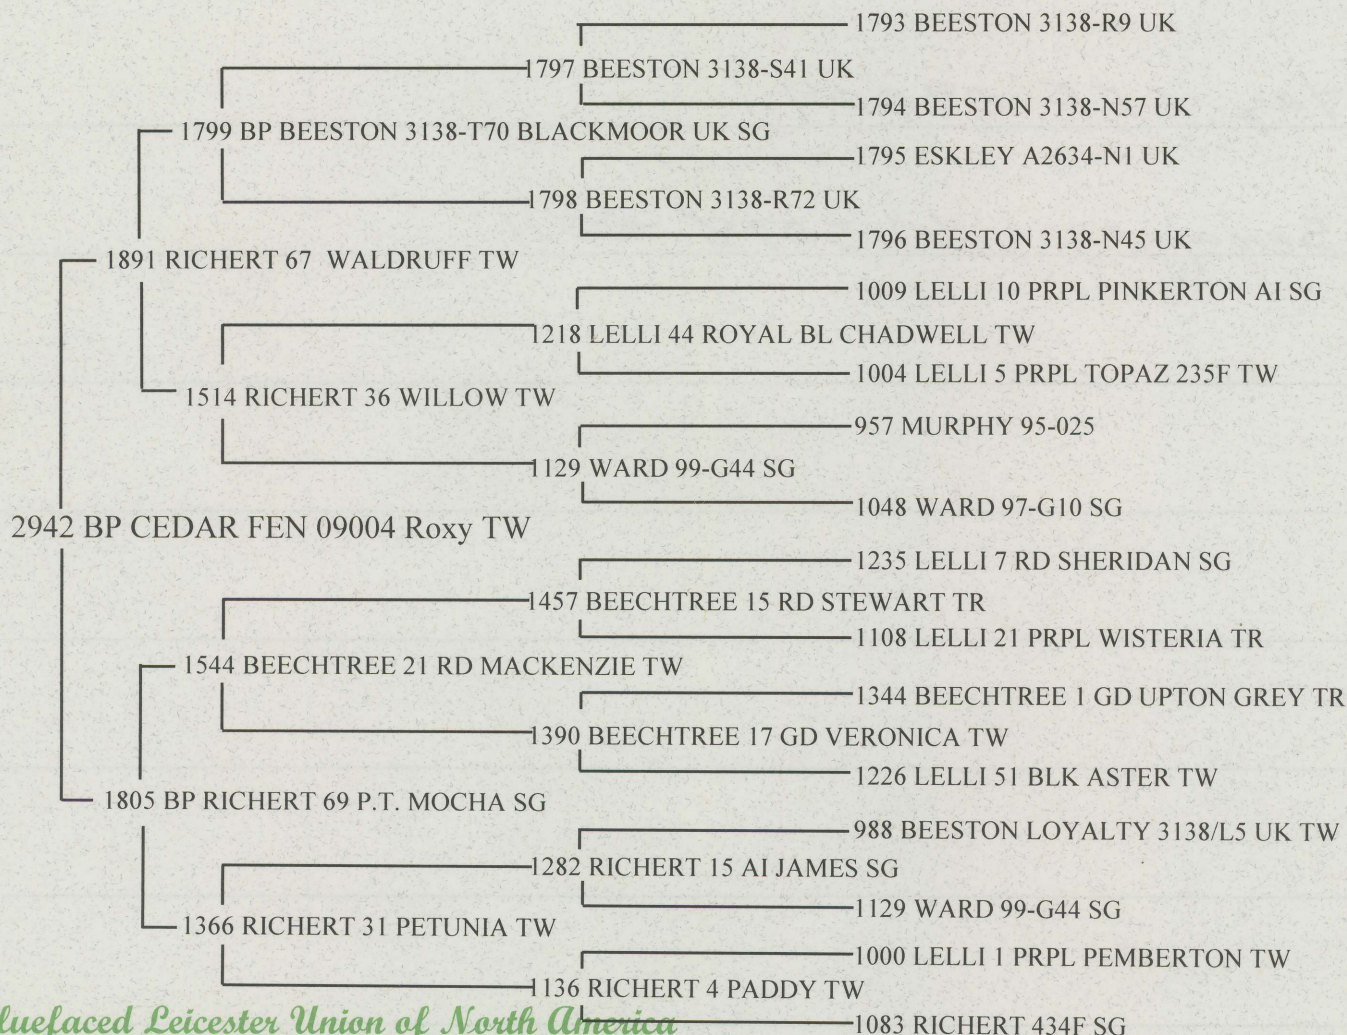 1793 BEESTON 3138-R9 UK
1797 BEESTON 3138-S41 UK
1794 BEESTON 3138-N57 UK
1799 BP BEESTON 3138-T70 BLACKMOOR UK SG
1795 ESKLEY A2634-N1 UK
1798 BEESTON 3138-R72 UK
1796 BEESTON 3138-N45 UK
1891 RICHERT 67 WALDRUFF TW
1009 LELLI 10 PRPL PINKERTON AI SG
1218 LELLI 44 ROYAL BL CHADWELL TW
1004 LELLI 5 PRPL TOPAZ 235F TW
1514 RICHERT 36 WILLOW TW
957 MURPHY 95-025
1129 WARD 99-G44 SG
1048 WARD 97-G10 SG
2942 BP CEDAR FEN 09004 Roxy TW
1235 LELLI 7 RD SHERIDAN SG
1457 BEECHTREE 15 RD STEWART TR
1108 LELLI 21 PRPL WISTERIA TR
1544 BEECHTREE 21 RD MACKENZIE TW
1344 BEECHTREE 1 GD UPTON GREY TR
1390 BEECHTREE 17 GD VERONICA TW
1226 LELLI 51 BLK ASTER TW
1805 BP RICHERT 69 P.T. MOCHA SG
988 BEESTON LOYALTY 3138/L5 UK TW
1282 RICHERT 15 AI JAMES SG
1129 WARD 99-G44 SG
1366 RICHERT 31 PETUNIA TW
1000 LELLI 1 PRPL PEMBERTON TW
1136 RICHERT 4 PADDY TW
luefaced Leicester Union of North America
1083 RICHERT 434F SG